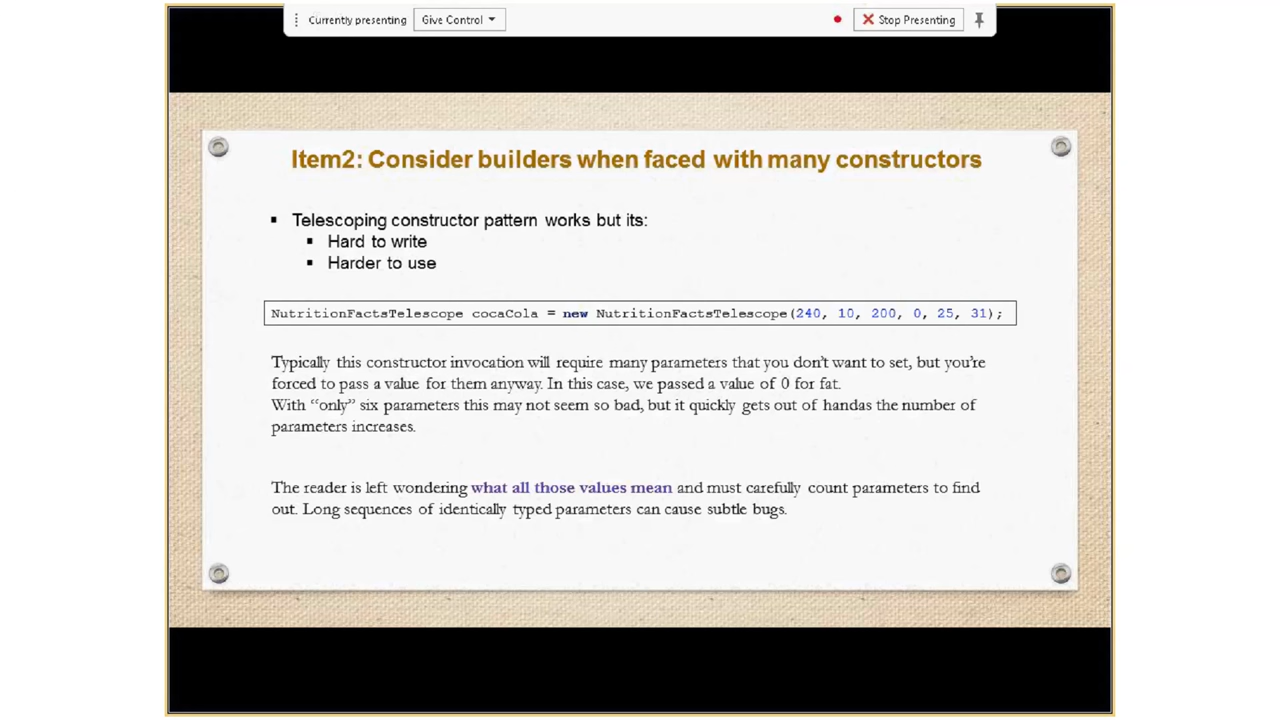 Currently presenting Give Control Stop Presenting
Item2: Consider builders when faced with many constructors
Telescoping constructor pattern works but its:
Hard to write
Harder to use
NutritionFactsTelescope cocaCola = new NutritionFactsTelescope(240, 10, 200, 0, 25, 31);
Typically this constructor invocation will require many parameters that you don't want to set, but you're
forced to pass a value for them anyway. In this case, we passed a value of 0 for fat.
With “only” six parameters this may not seem so bad, but it quickly gets out of handas the number of
parameters increases.
The reader is left wondering what all those values mean and must carefully count parameters to find
out. Long sequences of identically typed parameters can cause subtle bugs.